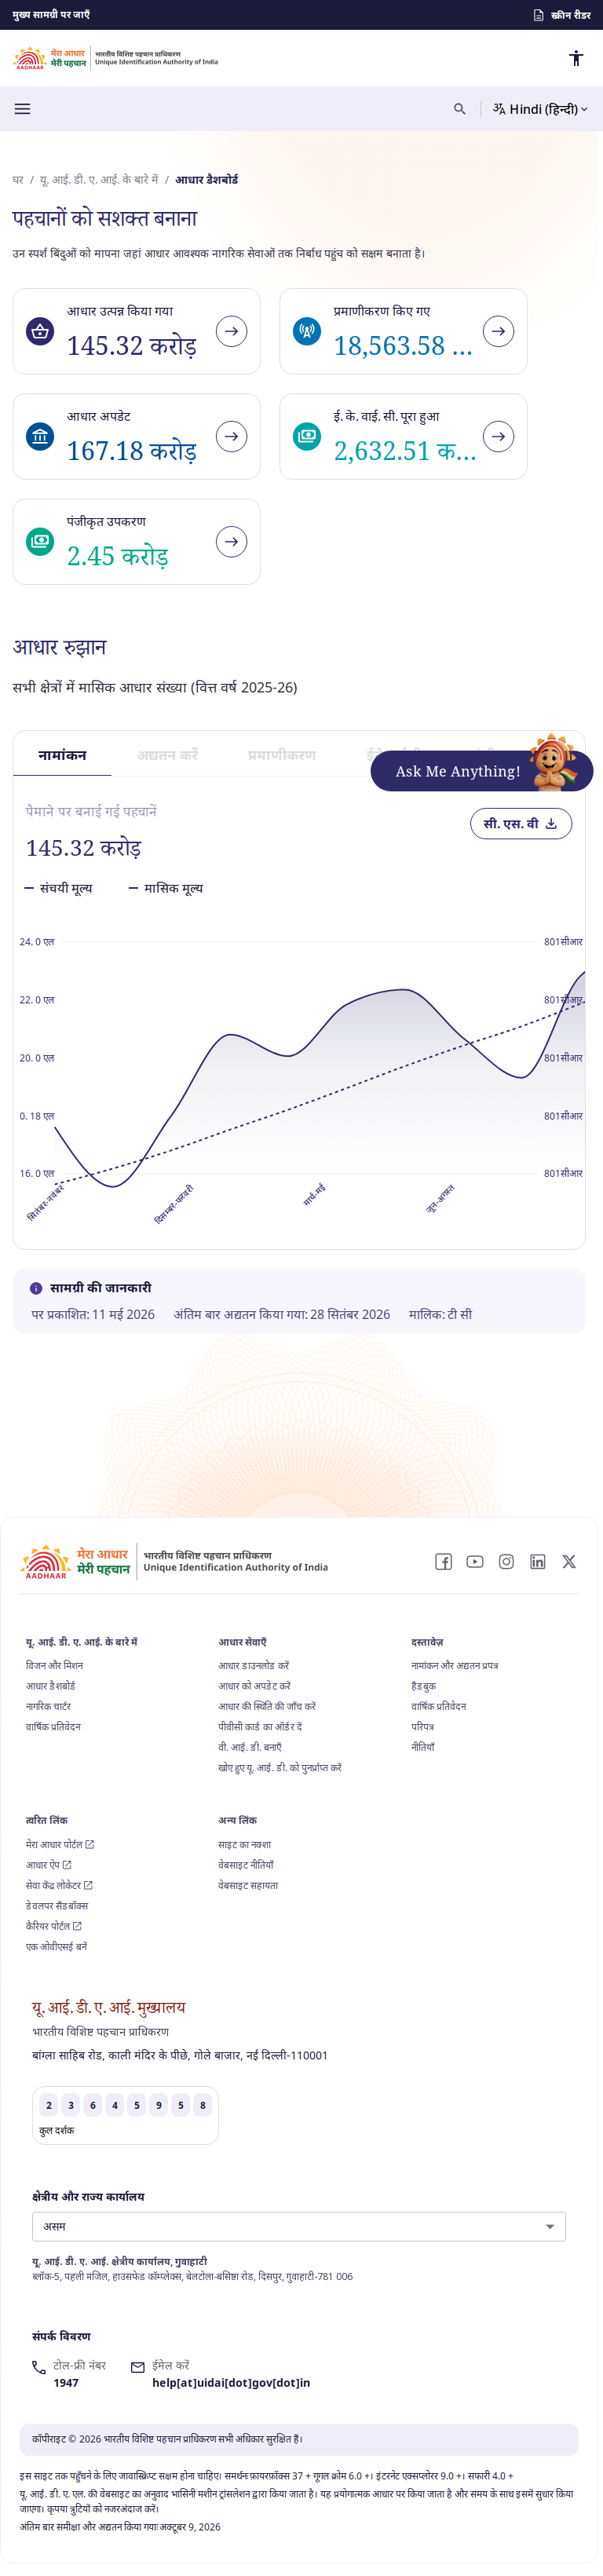 मुख्य सामग्री पर जाएँ
स्क्रीन रीडर
मेरा आधार
मेरी पहचान
AADHAAR
भारतीय विशिष्ट पहचान प्राधिकरण
Unique Identification Authority of India
Hindi (हिन्दी)
घर / यू. आई. डी. ए. आई. के बारे में / आधार डैशबोर्ड
पहचानों को सशक्त बनाना
उन स्पर्श बिंदुओं को मापना जहां आधार आवश्यक नागरिक सेवाओं तक निर्बाध पहुंच को सक्षम बनाता है।
आधार उत्पन्न किया गया
145.32 करोड़
प्रमाणीकरण किए गए
18,563.58 ...
आधार अपडेट
167.18 करोड़
ई. के. वाई. सी. पूरा हुआ
2,632.51 क...
पंजीकृत उपकरण
2.45 करोड़
आधार रुझान
सभी क्षेत्रों में मासिक आधार संख्या (वित्त वर्ष 2025-26)
नामांकन
अद्यतन करें
प्रमाणीकरण
Ask Me Anything!
पैमाने पर बनाई गई पहचानें
145.32 करोड़
सी. एस. वी
संचयी मूल्य
मासिक मूल्य
24. 0 एल
801सीआर
22. 0 एल
801सीआर
20. 0 एल
801सीआर
0. 18 एल
801सीआर
16. 0 एल
801सीआर
सितंबर-नवंबर
दिसम्बर-फरवरी
मार्च-मई
जून-अगस्त
सामग्री की जानकारी
पर प्रकाशित: 11 मई 2026
अंतिम बार अद्यतन किया गया: 28 सितंबर 2026
मालिक: टी सी
मेरा आधार
मेरी पहचान
AADHAAR
भारतीय विशिष्ट पहचान प्राधिकरण
Unique Identification Authority of India
यू. आई. डी. ए. आई. के बारे में
विजन और मिशन
आधार डैशबोर्ड
नागरिक चार्टर
वार्षिक प्रतिवेदन
आधार सेवाएँ
आधार डाउनलोड करें
आधार को अपडेट करें
आधार की स्थिति की जाँच करें
पीवीसी कार्ड का ऑर्डर दें
वी. आई. डी. बनाएँ
खोए हुए यू. आई. डी. को पुनर्प्राप्त करें
दस्तावेज़
नामांकन और अद्यतन प्रपत्र
हैंडबुक
वार्षिक प्रतिवेदन
परिपत्र
नीतियाँ
त्वरित लिंक
मेरा आधार पोर्टल
आधार ऐप
सेवा केंद्र लोकेटर
डेवलपर सैंडबॉक्स
कैरियर पोर्टल
एक ओवीएसई बनें
अन्य लिंक
साइट का नक्शा
वेबसाइट नीतियाँ
वेबसाइट सहायता
यू. आई. डी. ए. आई. मुख्यालय
भारतीय विशिष्ट पहचान प्राधिकरण
बांग्ला साहिब रोड, काली मंदिर के पीछे, गोले बाजार, नई दिल्ली-110001
2 3 6 4 5 9 5 8
कुल दर्शक
क्षेत्रीय और राज्य कार्यालय
असम
यू. आई. डी. ए. आई. क्षेत्रीय कार्यालय, गुवाहाटी
ब्लॉक-5, पहली मंजिल, हाउसफेड कॉम्प्लेक्स, बेलटोला-बसिष्ठा रोड, दिसपुर, गुवाहाटी-781 006
संपर्क विवरण
टोल-फ्री नंबर
1947
ईमेल करें
help[at]uidai[dot]gov[dot]in
कॉपीराइट © 2026 भारतीय विशिष्ट पहचान प्राधिकरण सभी अधिकार सुरक्षित हैं।
इस साइट तक पहुँचने के लिए जावास्क्रिप्ट सक्षम होना चाहिए। समर्थनः फ़ायरफ़ॉक्स 37 + गूगल क्रोम 6.0 +। इंटरनेट एक्सप्लोरर 9.0 +। सफारी 4.0 +
यू. आई. डी. ए. एल. की वेबसाइट का अनुवाद भासिनी मशीन ट्रांसलेशन द्वारा किया जाता है। यह प्रयोगात्मक आधार पर किया जाता है और समय के साथ इसमें सुधार किया
जाएगा। कृपया त्रुटियों को नजरअंदाज करें।
अंतिम बार समीक्षा और अद्यतन किया गयाः अक्टूबर 9, 2026